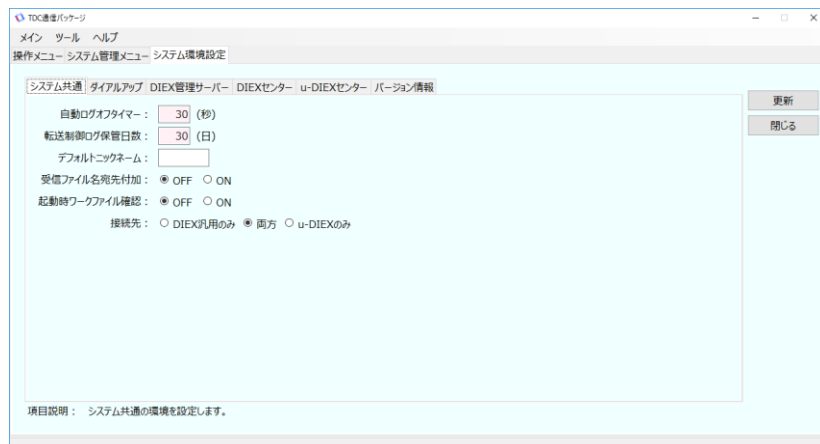 TDC通信パッケージ
メイン ツール ヘルプ
操作メニュー システム管理メニュー システム環境設定
システム共通 ダイアルアップ DIEX管理サーバー DIEXセンター u-DIEXセンター バージョン情報
更新
閉じる
自動ログオフタイマー： 30 (秒)
転送制御ログ保管日数： 30 (日)
デフォルトニックネーム：
受信ファイル名宛先付加： OFF ON
起動時ワークファイル確認： OFF ON
接続先： DIEX汎用のみ 両方 u-DIEXのみ
項目説明： システム共通の環境を設定します。